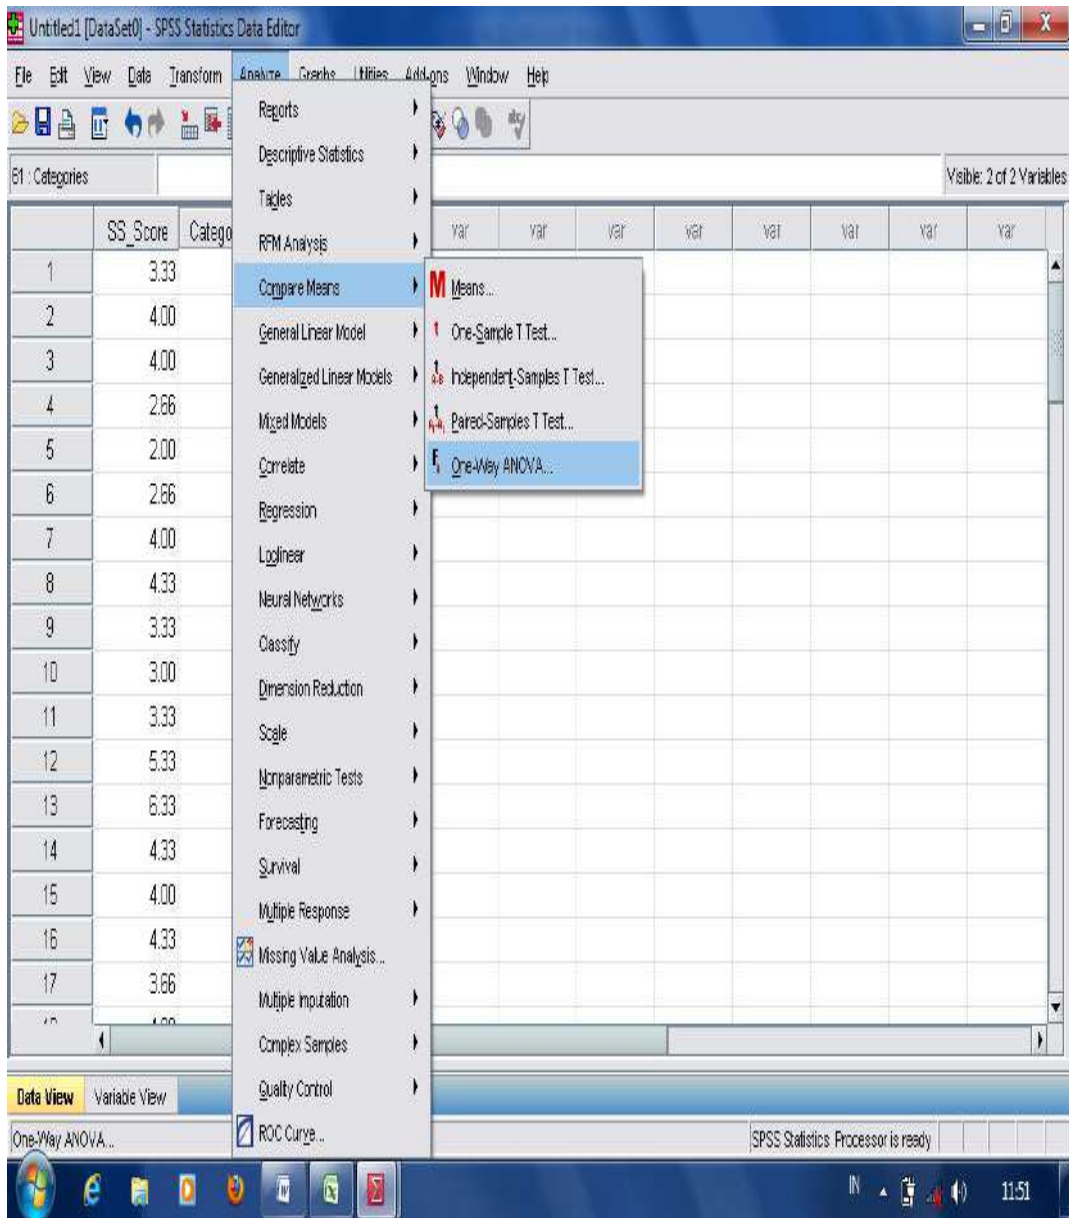 Untitled1 [DataSet0] - SPSS Statistics Data Editor
File Edit View Data Transform Analyze Graphs Utilities Add-ons Window Help
61 : Categories
Visible: 2 of 2 Variables
SS_Score Catego var var var var var var var var
1 3.33
2 4.00
3 4.00
4 2.66
5 2.00
6 2.66
7 4.00
8 4.33
9 3.33
10 3.00
11 3.33
12 5.33
13 6.33
14 4.33
15 4.00
16 4.33
17 3.66
Reports
Descriptive Statistics
Tables
RFM Analysis
Compare Means
General Linear Model
Generalized Linear Models
Mixed Models
Correlate
Regression
Loglinear
Neural Networks
Classify
Dimension Reduction
Scale
Nonparametric Tests
Forecasting
Survival
Multiple Response
Missing Value Analysis...
Multiple Imputation
Complex Samples
Quality Control
ROC Curve...
M Means...
t One-Sample T Test...
Independent-Samples T Test...
Paired-Samples T Test...
One-Way ANOVA...
Data View Variable View
One-Way ANOVA...
SPSS Statistics Processor is ready
IN
11:51